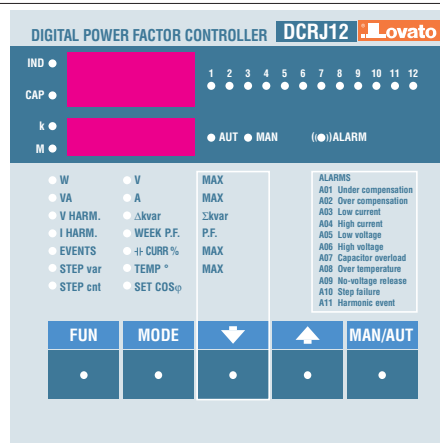 DIGITAL POWER FACTOR CONTROLLER DCRJ12 Lovato
IND
1 2 3 4 5 6 7 8 9 10 11 12
CAP
k
AUT MAN ((●))ALARM
M
W V MAX
VA A MAX
V HARM. Δkvar Σkvar
I HARM. WEEK P.F. P.F.
EVENTS ⊣⊢ CURR % MAX
STEP var TEMP ° MAX
STEP cnt SET COSφ
ALARMS
A01 Under compensation
A02 Over compensation
A03 Low current
A04 High current
A05 Low voltage
A06 High voltage
A07 Capacitor overload
A08 Over temperature
A09 No-voltage release
A10 Step failure
A11 Harmonic event
FUN MODE MAN/AUT